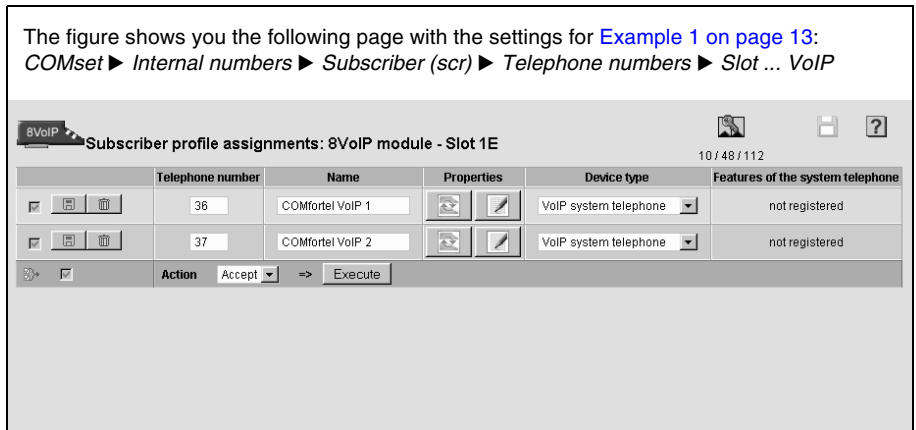 The figure shows you the following page with the settings for Example 1 on page 13:
COMset ▶ Internal numbers ▶ Subscriber (scr) ▶ Telephone numbers ▶ Slot ... VoIP
8VoIP
Subscriber profile assignments: 8VoIP module - Slot 1E
?
10 / 48 / 112
Telephone number Name Properties Device type Features of the system telephone
36 COMfortel VoIP 1 VoIP system telephone not registered
37 COMfortel VoIP 2 VoIP system telephone not registered
Action Accept => Execute